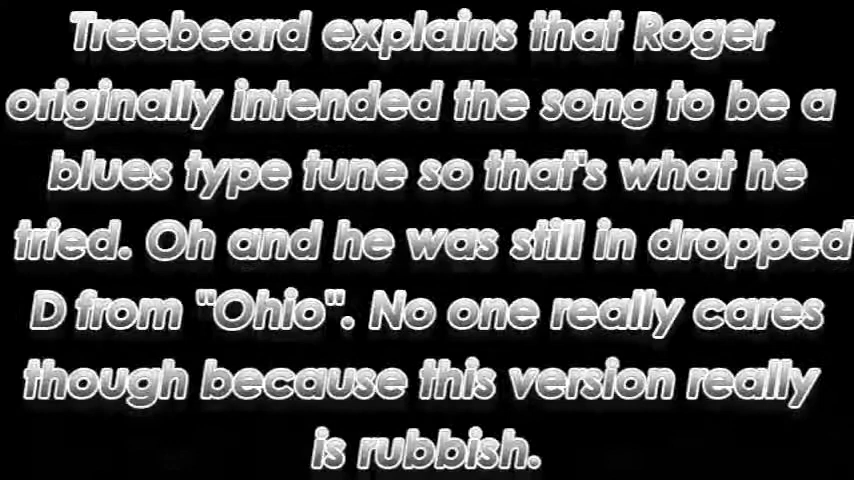 Treebeard explains that Roger
originally intended the song to be a
blues type tune so that's what he
tried. Oh and he was still in dropped
D from "Ohio". No one really cares
though because this version really
is rubbish.